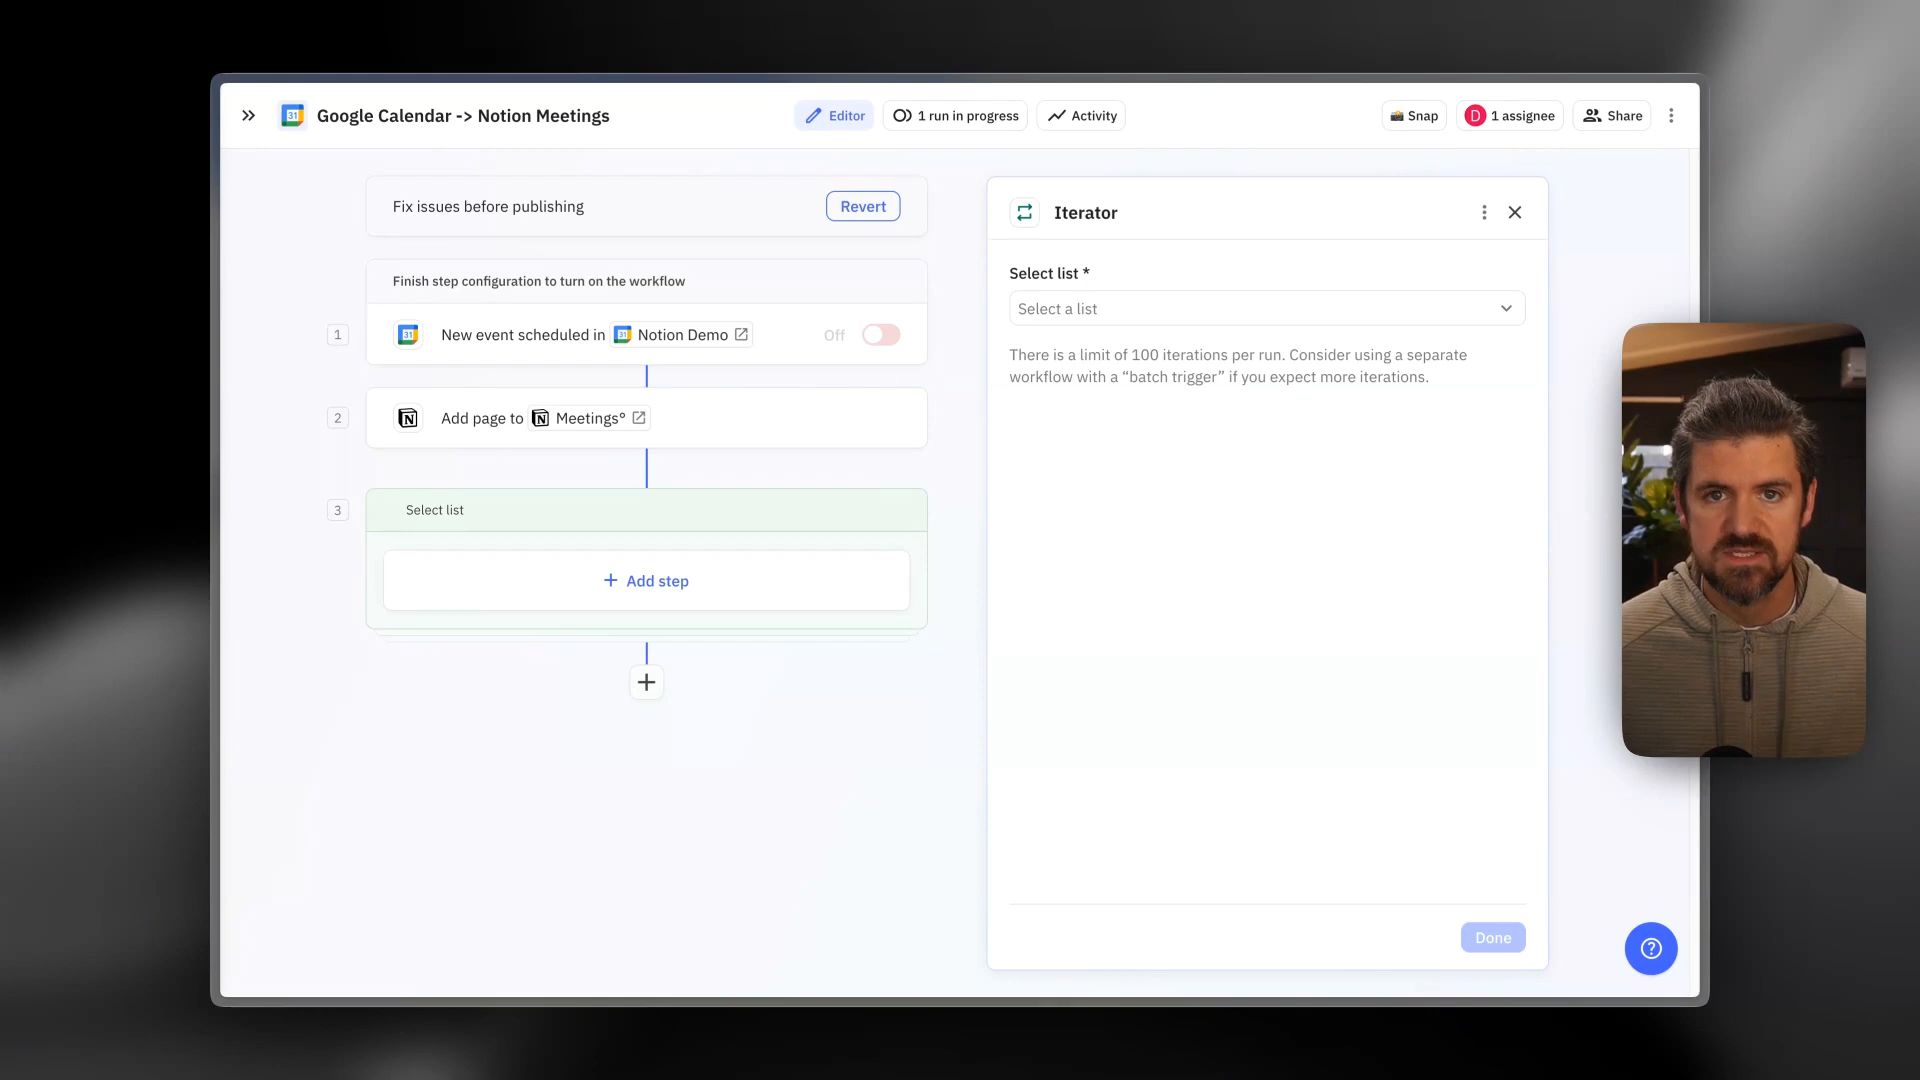 Google Calendar -> Notion Meetings
Editor
1 run in progress
Activity
Snap
D 1 assignee
Share
Fix issues before publishing
Revert
Finish step configuration to turn on the workflow
1
31 New event scheduled in 31 Notion Demo
Off
2
Add page to Meetings°
3
Select list
+ Add step
+
Iterator
Select list *
Select a list
There is a limit of 100 iterations per run. Consider using a separate
workflow with a “batch trigger” if you expect more iterations.
Done